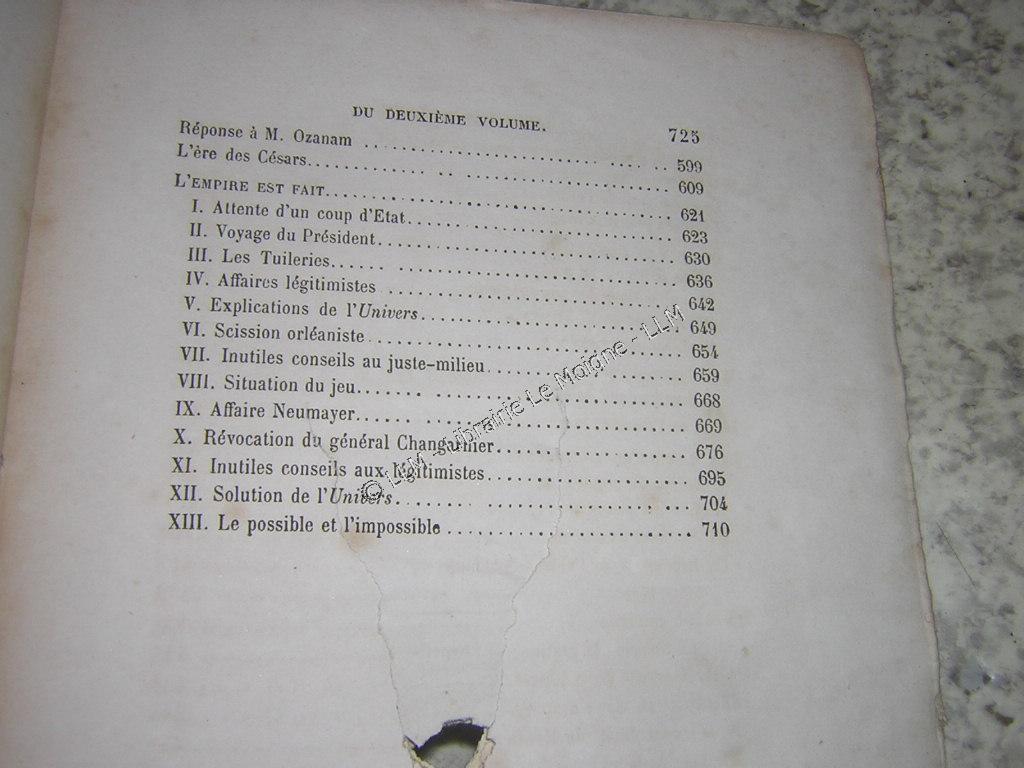 DU DEUXIÈME VOLUME. 725
Réponse à M. Ozanam ........ 599
L'ère des Césars........ 609
L'EMPIRE EST FAIT........ 621
I. Attente d'un coup d'Etat........ 623
II. Voyage du Président........ 630
III. Les Tuileries........ 636
IV. Affaires légitimistes ........ 642
V. Explications de l'Univers........ 649
VI. Scission orléaniste........ 654
VII. Inutiles conseils au juste-milieu........ 659
VIII. Situation du jeu........ 668
IX. Affaire Neumayer........ 669
X. Révocation du général Changarnier........ 676
XI. Inutiles conseils aux légitimistes........ 695
XII. Solution de l'Univers........ 704
XIII. Le possible et l'impossible ........ 710
© LLM - Librairie Le Moigne - LLM